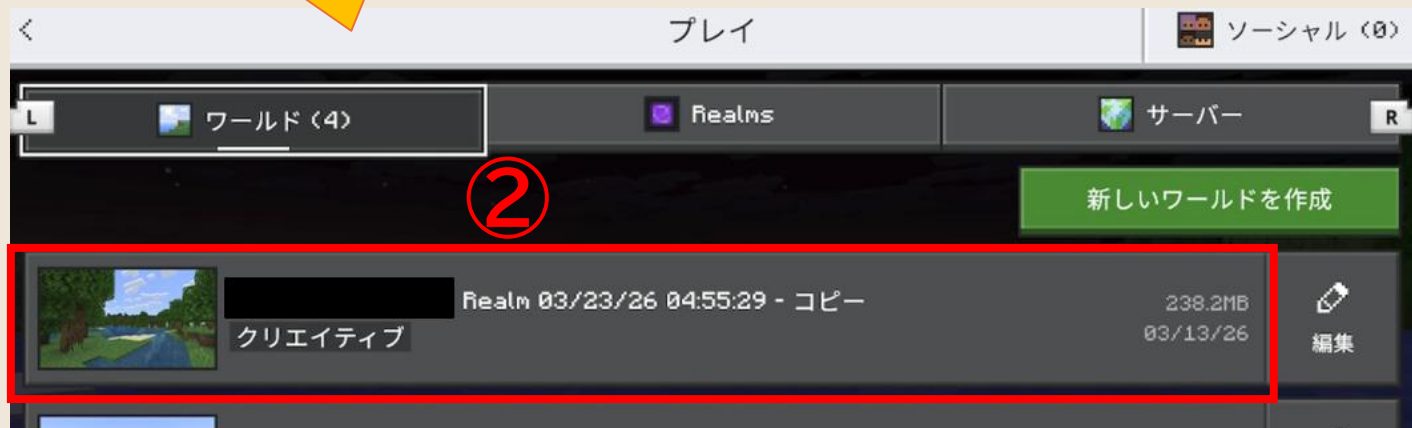 <
プレイ
ソーシャル (0)
L
ワールド (4)
Realms
サーバー
R
②
新しいワールドを作成
Realm 03/23/26 04:55:29 - コピー
238.2MB
クリエイティブ
03/13/26
編集